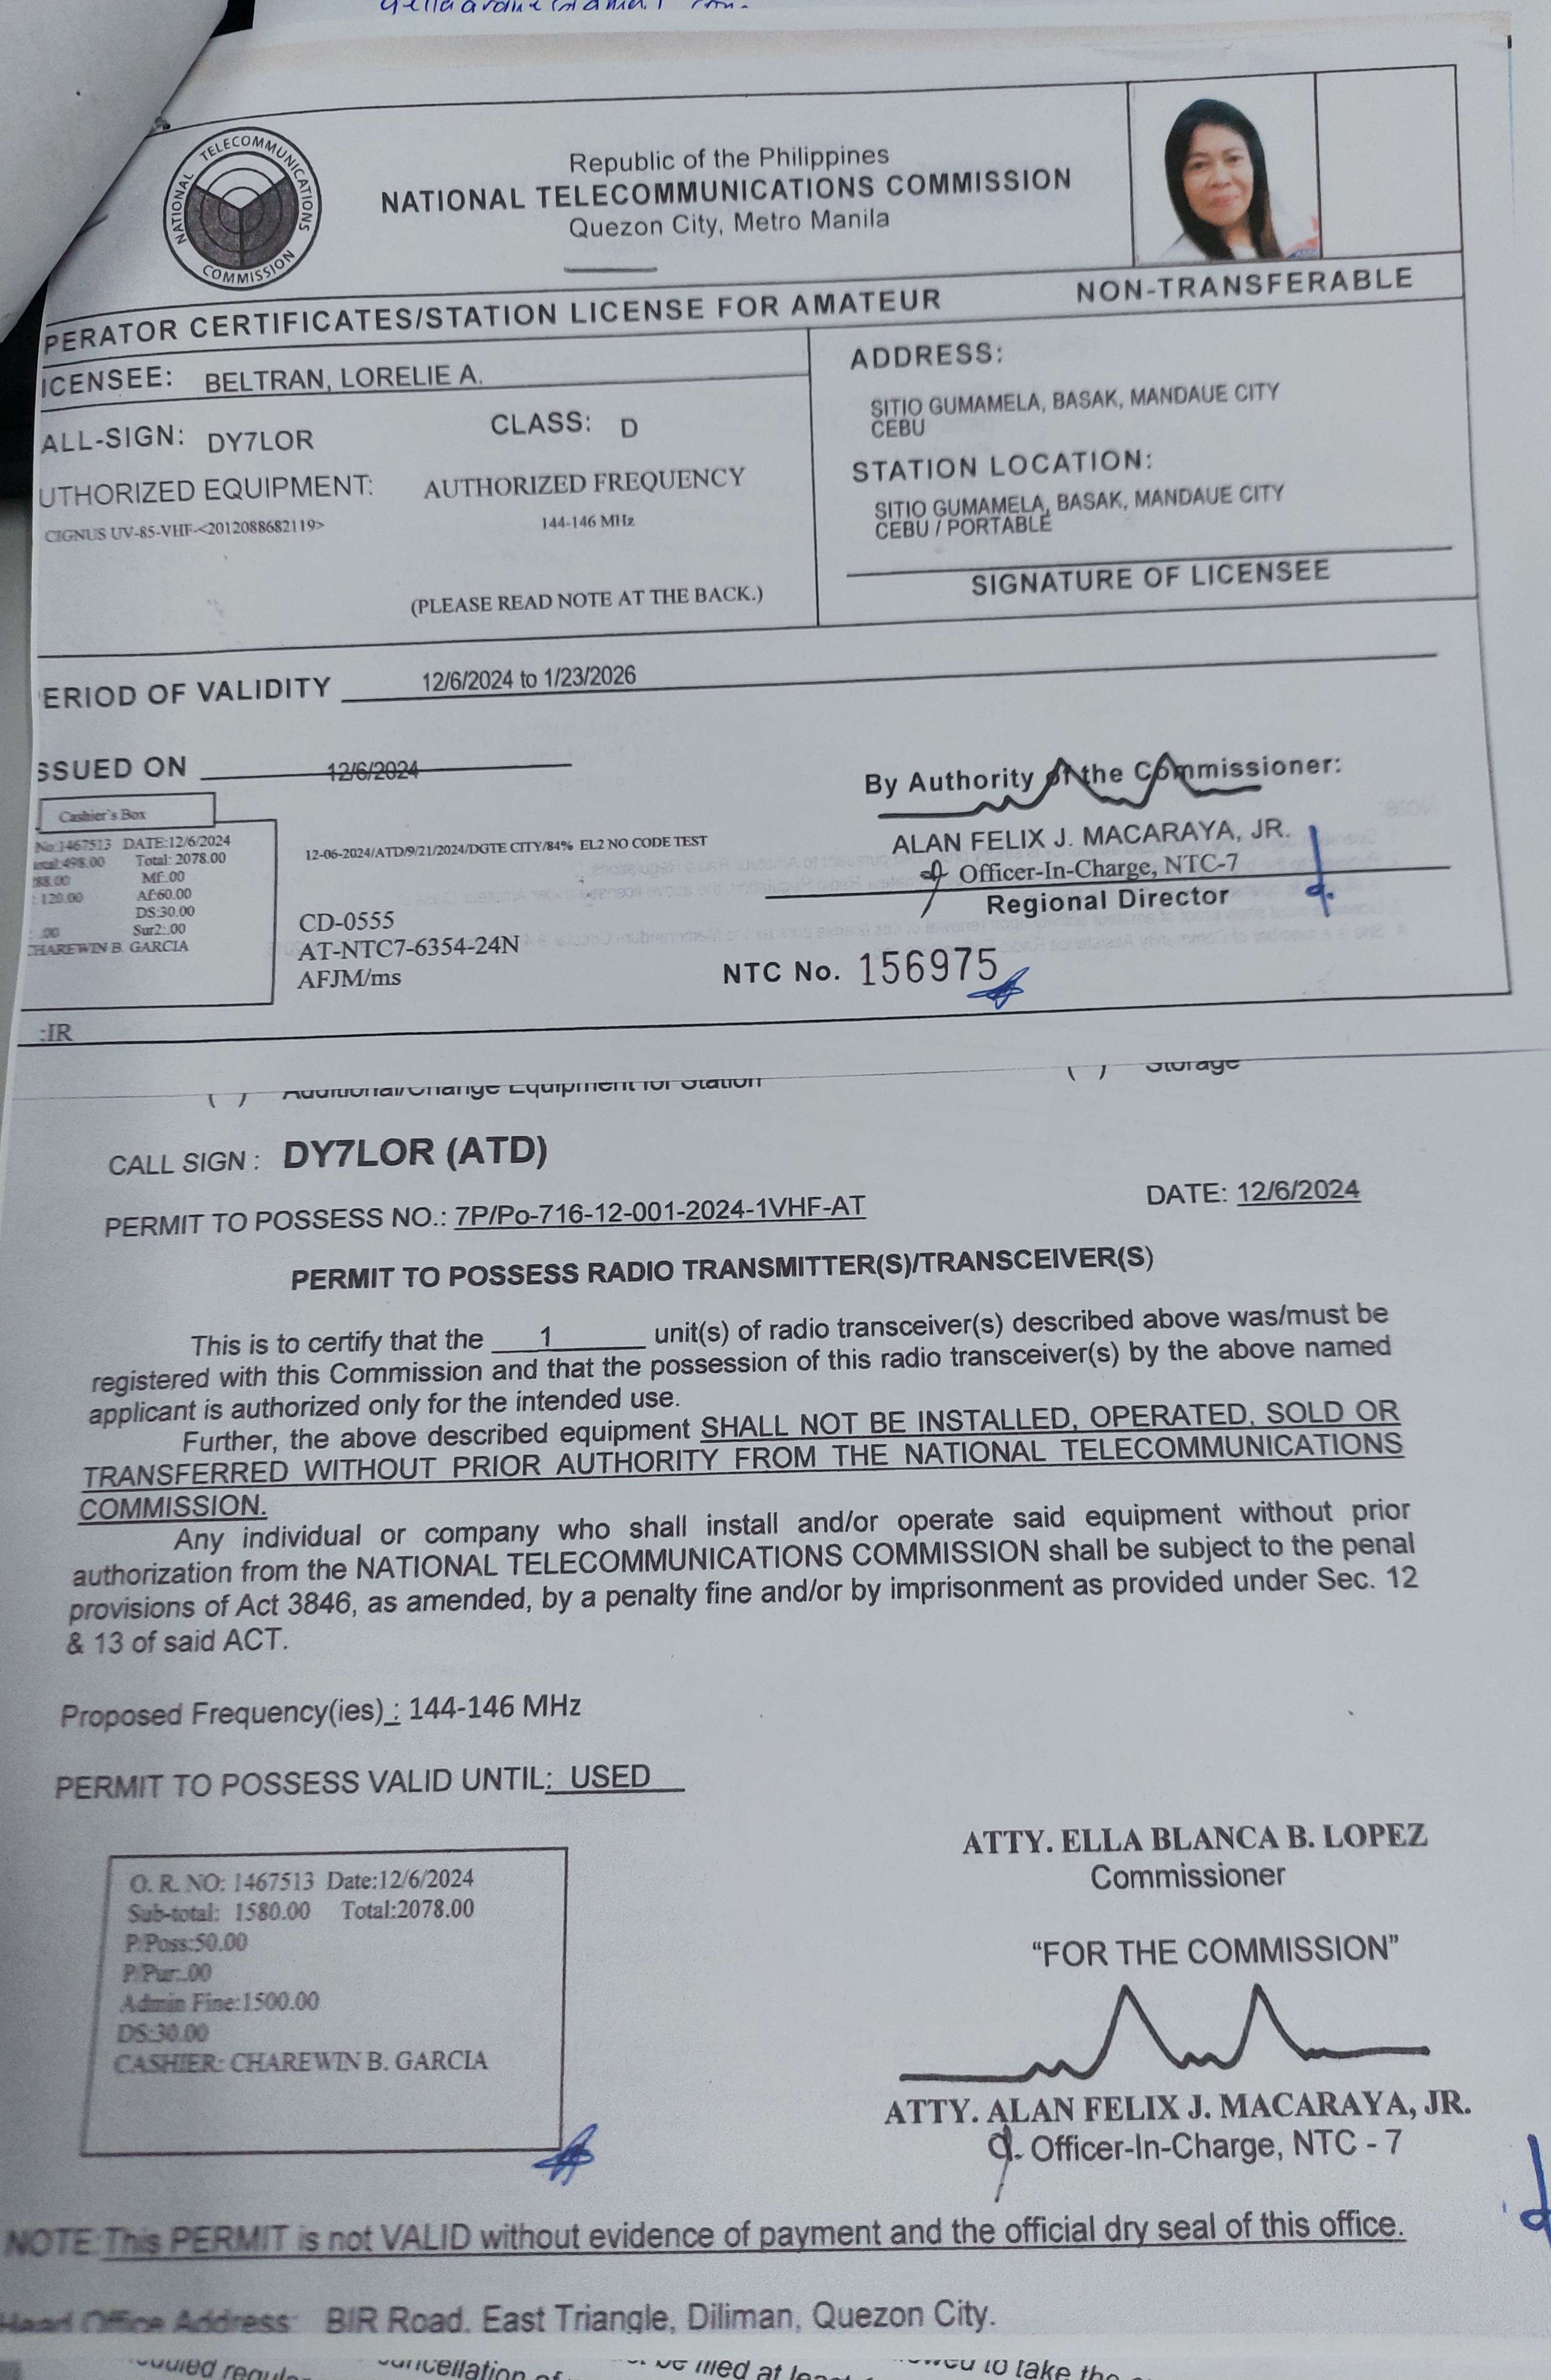 NATIONAL TELECOMMUNICATIONS COMMISSION
Republic of the Philippines
NATIONAL TELECOMMUNICATIONS COMMISSION
Quezon City, Metro Manila
PERATOR CERTIFICATES/STATION LICENSE FOR AMATEUR NON-TRANSFERABLE
ICENSEE: BELTRAN, LORELIE A.
ALL-SIGN: DY7LOR CLASS: D
UTHORIZED EQUIPMENT: AUTHORIZED FREQUENCY
CIGNUS UV-85-VHF-<2012088682119> 144-146 MHz
(PLEASE READ NOTE AT THE BACK.)
ADDRESS:
SITIO GUMAMELA, BASAK, MANDAUE CITY
CEBU
STATION LOCATION:
SITIO GUMAMELA, BASAK, MANDAUE CITY
CEBU / PORTABLE
SIGNATURE OF LICENSEE
ERIOD OF VALIDITY 12/6/2024 to 1/23/2026
SSUED ON 12/6/2024
Cashier's Box
No:1467513 DATE:12/6/2024
498.00 Total: 2078.00
88.00 MF:.00
: 120.00 AF:60.00
DS:30.00
.00 Sur2:.00
CHAREWIN B. GARCIA
12-06-2024/ATD/9/21/2024/DGTE CITY/84% EL2 NO CODE TEST
CD-0555
AT-NTC7-6354-24N
AFJM/ms
By Authority of the Commissioner:
ALAN FELIX J. MACARAYA, JR.
Officer-In-Charge, NTC-7
Regional Director
NTC No. 156975
:IR
( ) Additional/Change Equipment for Station ( ) Storage
CALL SIGN : DY7LOR (ATD)
PERMIT TO POSSESS NO.: 7P/Po-716-12-001-2024-1VHF-AT DATE: 12/6/2024
PERMIT TO POSSESS RADIO TRANSMITTER(S)/TRANSCEIVER(S)
This is to certify that the 1 unit(s) of radio transceiver(s) described above was/must be
registered with this Commission and that the possession of this radio transceiver(s) by the above named
applicant is authorized only for the intended use.
Further, the above described equipment SHALL NOT BE INSTALLED, OPERATED, SOLD OR
TRANSFERRED WITHOUT PRIOR AUTHORITY FROM THE NATIONAL TELECOMMUNICATIONS
COMMISSION.
Any individual or company who shall install and/or operate said equipment without prior
authorization from the NATIONAL TELECOMMUNICATIONS COMMISSION shall be subject to the penal
provisions of Act 3846, as amended, by a penalty fine and/or by imprisonment as provided under Sec. 12
& 13 of said ACT.
Proposed Frequency(ies) : 144-146 MHz
PERMIT TO POSSESS VALID UNTIL: USED
O. R. NO: 1467513 Date:12/6/2024
Sub-total: 1580.00 Total:2078.00
P/Poss:50.00
P/Pur:.00
Admin Fine:1500.00
DS:30.00
CASHIER: CHAREWIN B. GARCIA
ATTY. ELLA BLANCA B. LOPEZ
Commissioner
“FOR THE COMMISSION”
ATTY. ALAN FELIX J. MACARAYA, JR.
Officer-In-Charge, NTC - 7
NOTE: This PERMIT is not VALID without evidence of payment and the official dry seal of this office.
Head Office Address: BIR Road, East Triangle, Diliman, Quezon City.